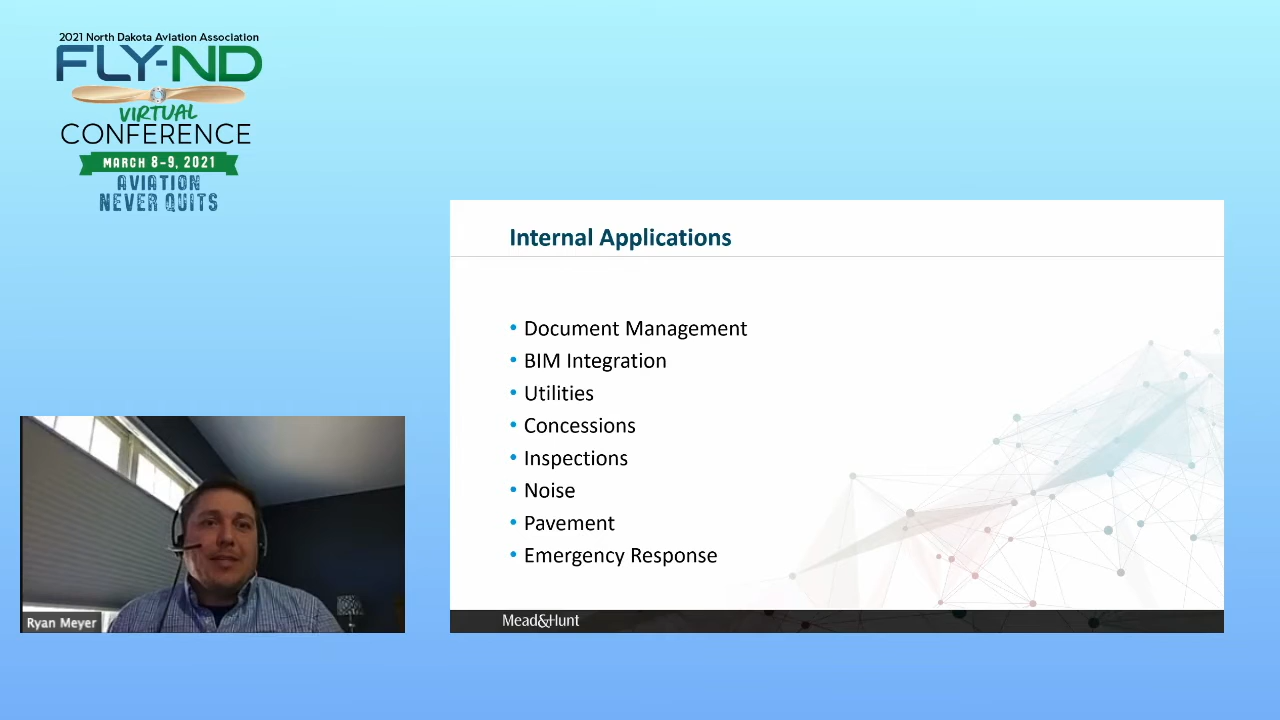 2021 North Dakota Aviation Association
FLY-ND
VIRTUAL
CONFERENCE
MARCH 8-9, 2021
AVIATION
NEVER QUITS
Internal Applications
• Document Management
• BIM Integration
• Utilities
• Concessions
• Inspections
• Noise
• Pavement
• Emergency Response
Ryan Meyer
Mead&Hunt